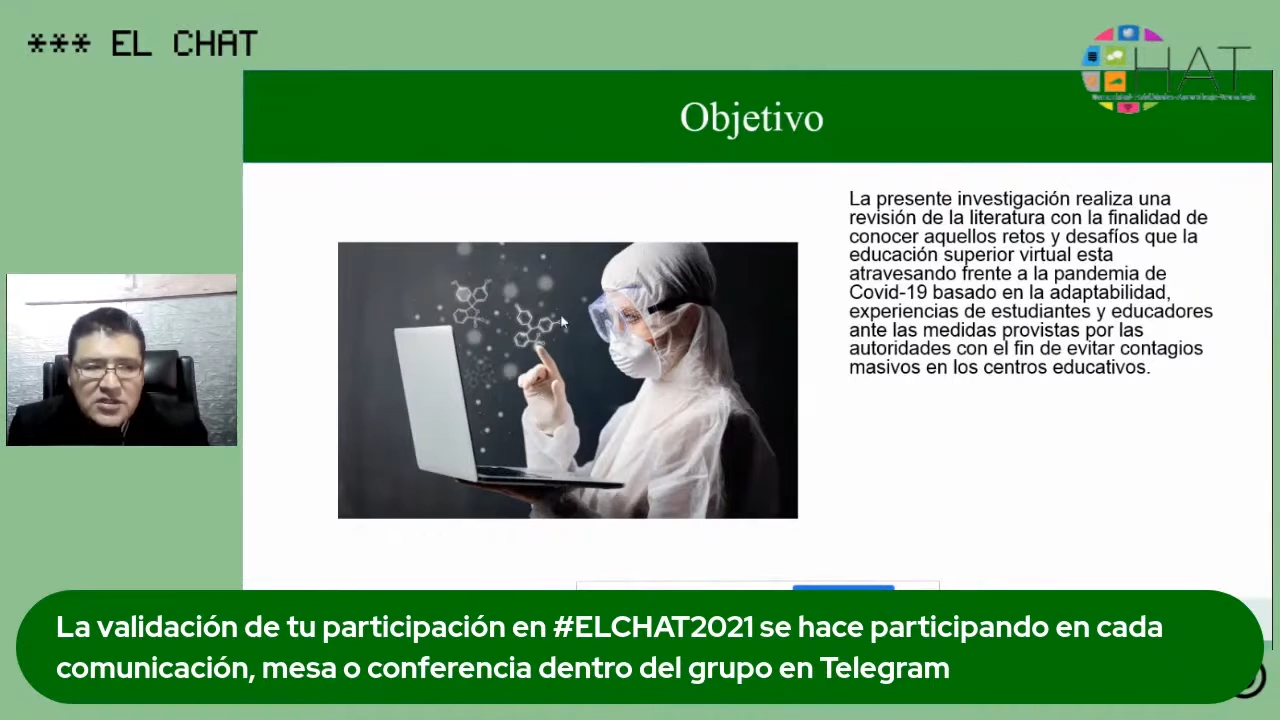 *** EL CHAT
HAT
Objetivo
La presente investigación realiza una
revisión de la literatura con la finalidad de
conocer aquellos retos y desafíos que la
educación superior virtual esta
atravesando frente a la pandemia de
Covid-19 basado en la adaptabilidad,
experiencias de estudiantes y educadores
ante las medidas provistas por las
autoridades con el fin de evitar contagios
masivos en los centros educativos.
La validación de tu participación en #ELCHAT2021 se hace participando en cada
comunicación, mesa o conferencia dentro del grupo en Telegram